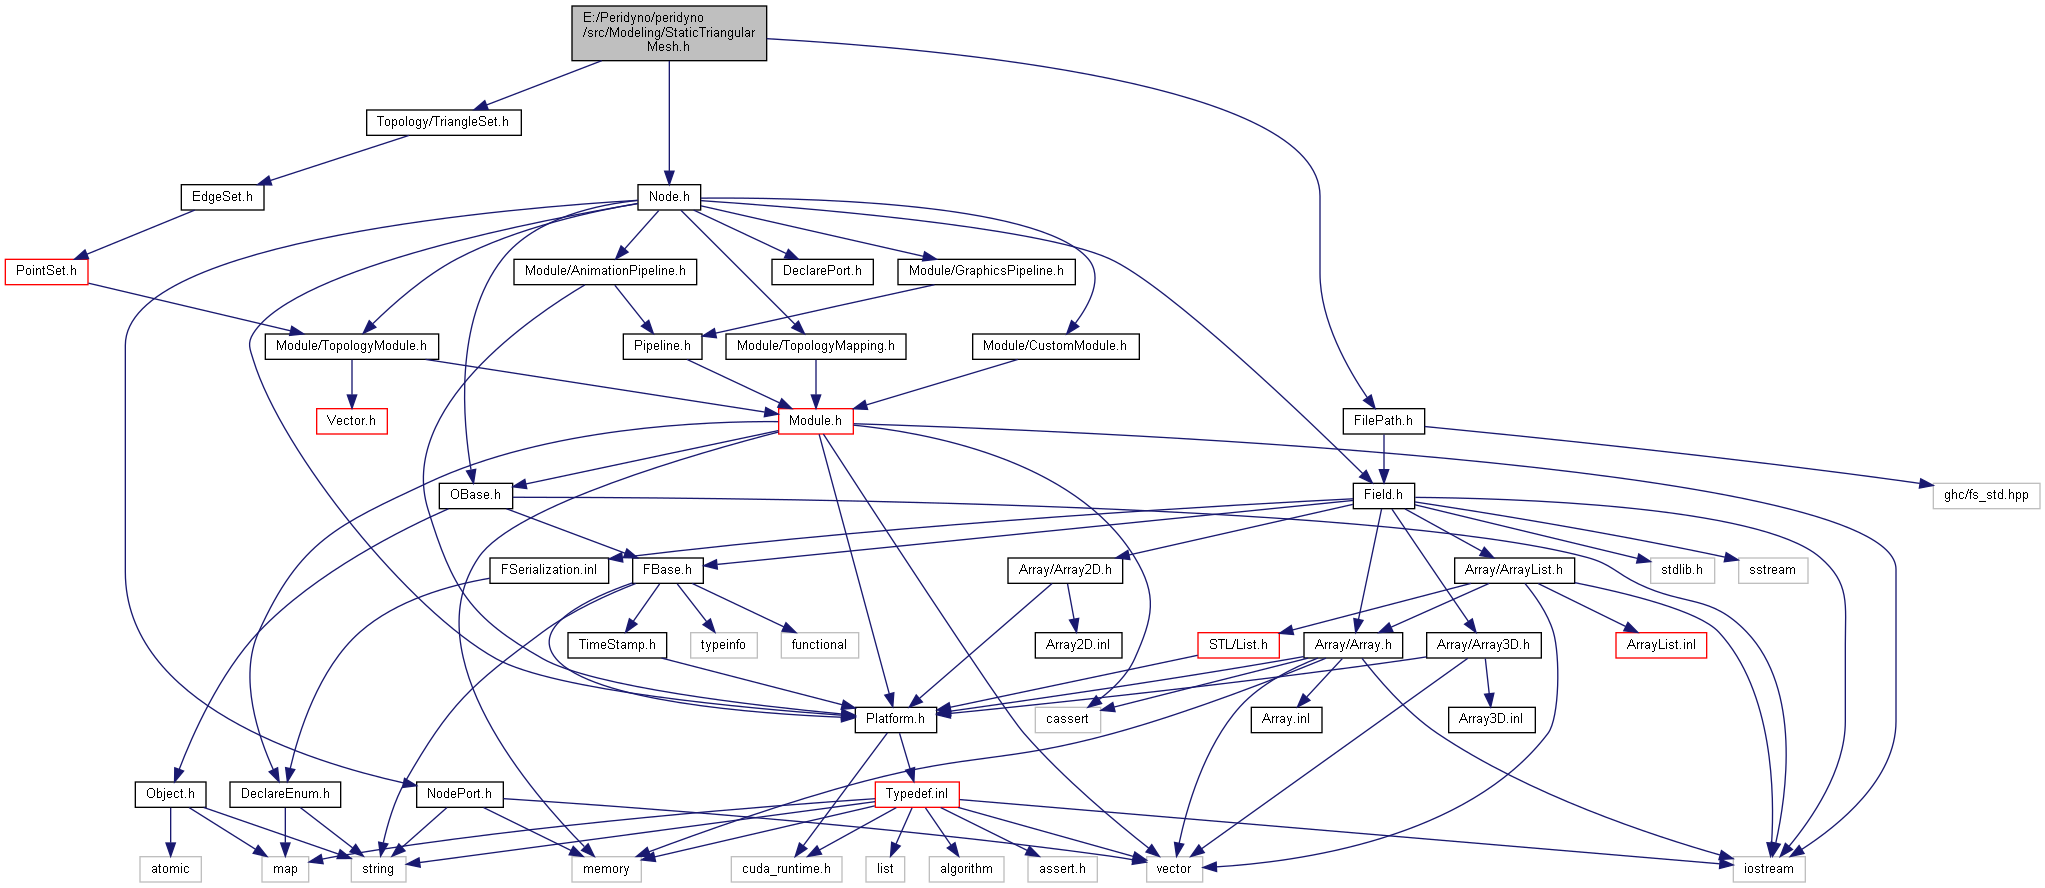 E:/Peridyno/peridyno
/src/Modeling/StaticTriangular
Mesh.h
Topology/TriangleSet.h
EdgeSet.h
Node.h
PointSet.h
Module/AnimationPipeline.h
DeclarePort.h
Module/GraphicsPipeline.h
Module/TopologyModule.h
Pipeline.h
Module/TopologyMapping.h
Module/CustomModule.h
Vector.h
Module.h
FilePath.h
OBase.h
Field.h
ghc/fs_std.hpp
FSerialization.inl
FBase.h
Array/Array2D.h
Array/ArrayList.h
stdlib.h
sstream
TimeStamp.h
typeinfo
functional
Array2D.inl
STL/List.h
Array/Array.h
Array/Array3D.h
ArrayList.inl
Platform.h
cassert
Array.inl
Array3D.inl
Object.h
DeclareEnum.h
NodePort.h
Typedef.inl
atomic
map
string
memory
cuda_runtime.h
list
algorithm
assert.h
vector
iostream